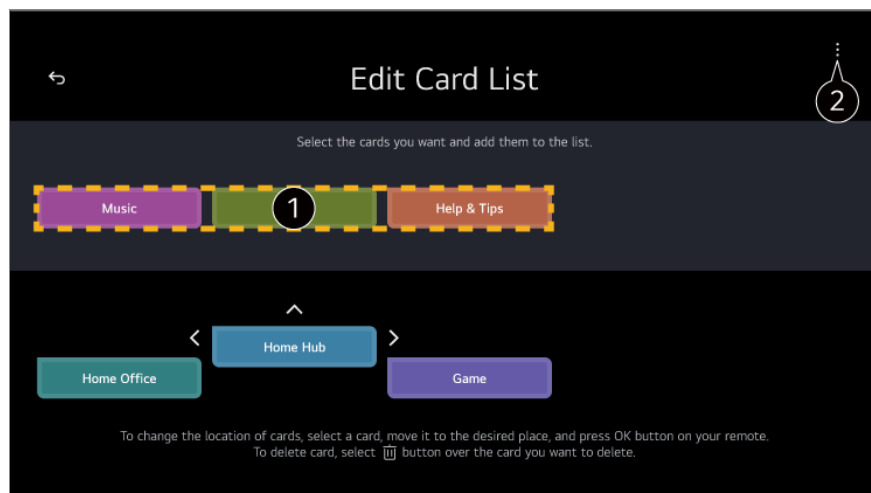 Edit Card List
2
Select the cards you want and add them to the list.
Music
1
Help & Tips
Home Hub
Home Office
Game
To change the location of cards, select a card, move it to the desired place, and press OK button on your remote.
To delete card, select button over the card you want to delete.